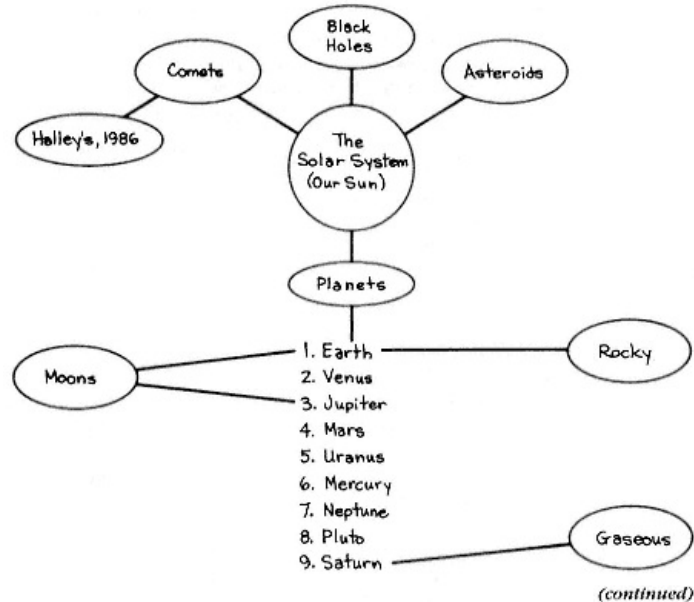 Black
Holes
Comets
Asteroids
Halley's, 1986
The
Solar System
(Our Sun)
Planets
1. Earth
Rocky
Moons
2. Venus
3. Jupiter
4. Mars
5. Uranus
6. Mercury
7. Neptune
8. Pluto
Gaseous
9. Saturn
(continued)